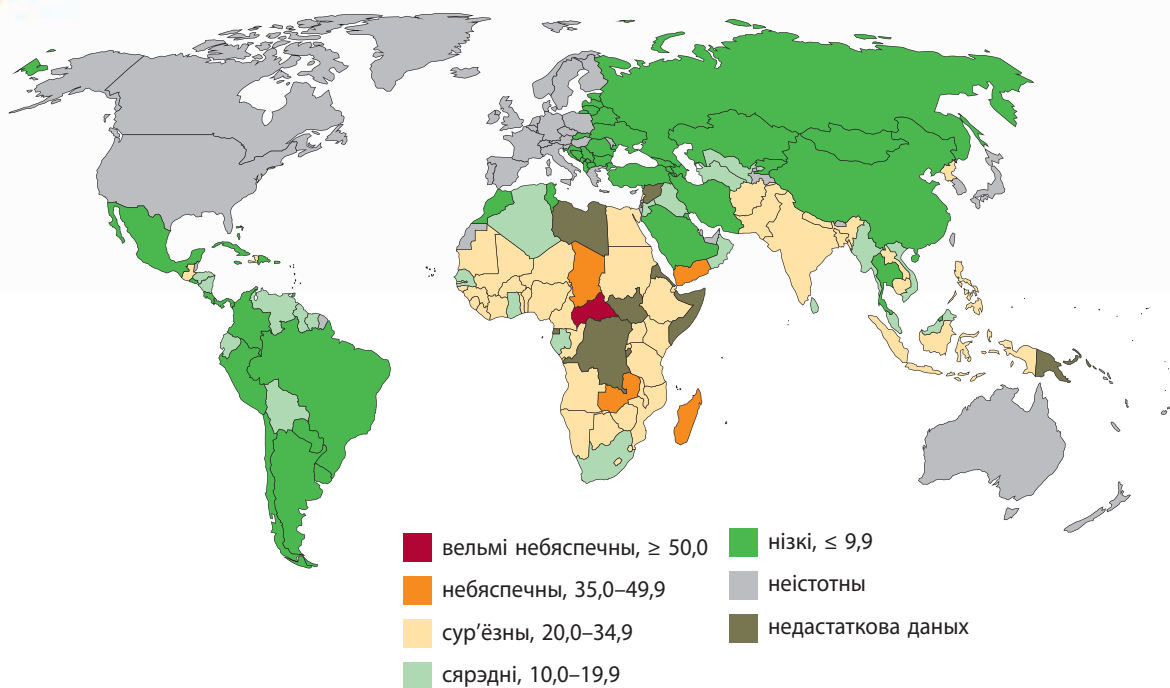 вельмі небяспечны, ≥ 50,0
небяспечны, 35,0–49,9
сур'ёзны, 20,0–34,9
сярэдні, 10,0–19,9
нізкі, ≤ 9,9
неістотны
недастаткова даных